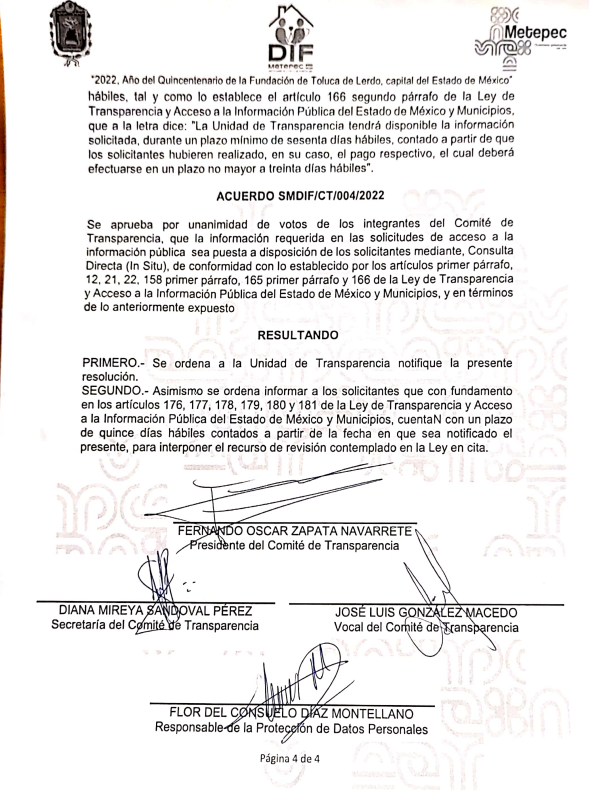 DIF
Metepec
Metepec
"2022, Año del Quincentenario de la Fundación de Toluca de Lerdo, capital del Estado de México"
hábiles, tal y como lo establece el artículo 166 segundo párrafo de la Ley de
Transparencia y Acceso a la Información Pública del Estado de México y Municipios,
que a la letra dice: "La Unidad de Transparencia tendrá disponible la información
solicitada, durante un plazo mínimo de sesenta días hábiles, contado a partir de que
los solicitantes hubieren realizado, en su caso, el pago respectivo, el cual deberá
efectuarse en un plazo no mayor a treinta días hábiles".
ACUERDO SMDIF/CT/004/2022
Se aprueba por unanimidad de votos de los integrantes del Comité de
Transparencia, que la información requerida en las solicitudes de acceso a la
información pública sea puesta a disposición de los solicitantes mediante, Consulta
Directa (In Situ), de conformidad con lo establecido por los artículos primer párrafo,
12, 21, 22, 158 primer párrafo, 165 primer párrafo y 166 de la Ley de Transparencia
y Acceso a la Información Pública del Estado de México y Municipios, y en términos
de lo anteriormente expuesto
RESULTANDO
PRIMERO.- Se ordena a la Unidad de Transparencia notifique la presente
resolución.
SEGUNDO.- Asimismo se ordena informar a los solicitantes que con fundamento
en los artículos 176, 177, 178, 179, 180 y 181 de la Ley de Transparencia y Acceso
a la Información Pública del Estado de México y Municipios, cuentaN con un plazo
de quince días hábiles contados a partir de la fecha en que sea notificado el
presente, para interponer el recurso de revisión contemplado en la Ley en cita.
FERNANDO OSCAR ZAPATA NAVARRETE
Presidente del Comité de Transparencia
DIANA MIREYA SANDOVAL PÉREZ
Secretaría del Comité de Transparencia
JOSÉ LUIS GONZÁLEZ MACEDO
Vocal del Comité de Transparencia
FLOR DEL CONSUELO DÍAZ MONTELLANO
Responsable de la Protección de Datos Personales
Página 4 de 4